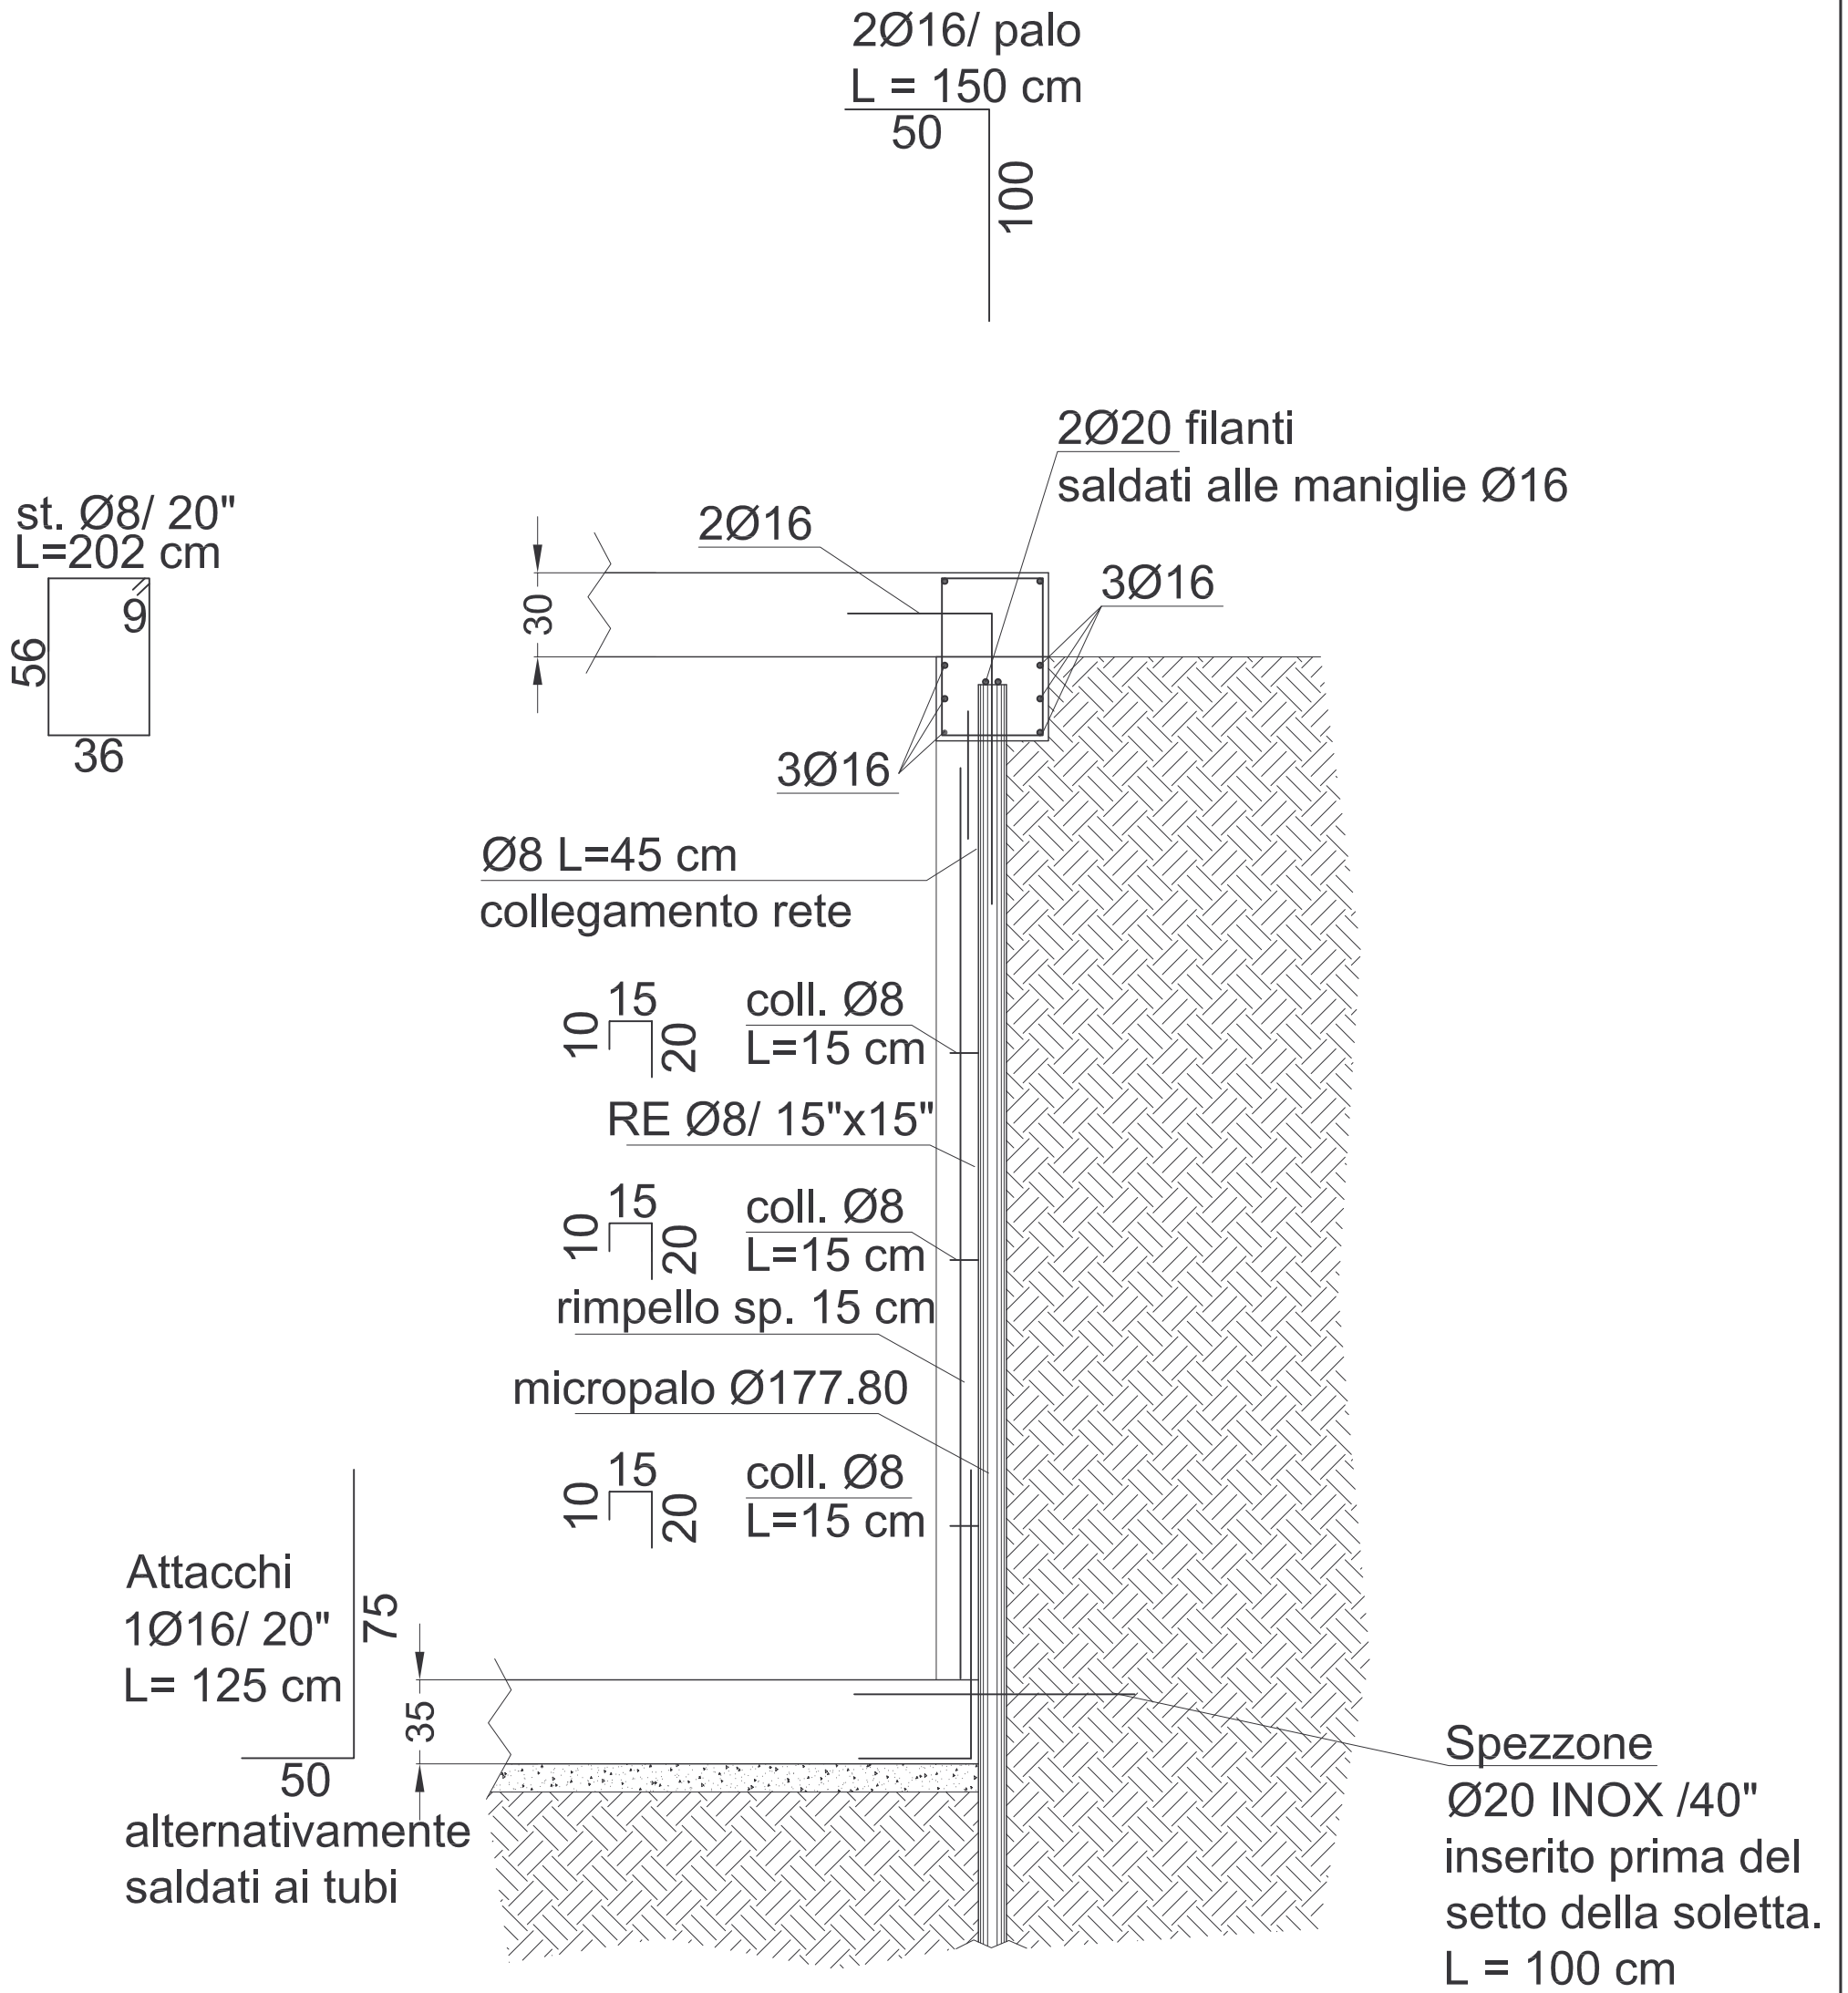 2Ø16/ palo
L = 150 cm
50
100
2Ø20 filanti
saldati alle maniglie Ø16
st. Ø8/ 20"
L=202 cm
9
56
36
2Ø16
30
3Ø16
3Ø16
Ø8 L=45 cm
collegamento rete
15
10
20
coll. Ø8
L=15 cm
RE Ø8/ 15"x15"
15
10
20
coll. Ø8
L=15 cm
rimpello sp. 15 cm
micropalo Ø177.80
15
10
20
coll. Ø8
L=15 cm
Attacchi
1Ø16/ 20"
L= 125 cm
75
50
35
alternativamente
saldati ai tubi
Spezzone
Ø20 INOX /40"
inserito prima del
setto della soletta.
L = 100 cm